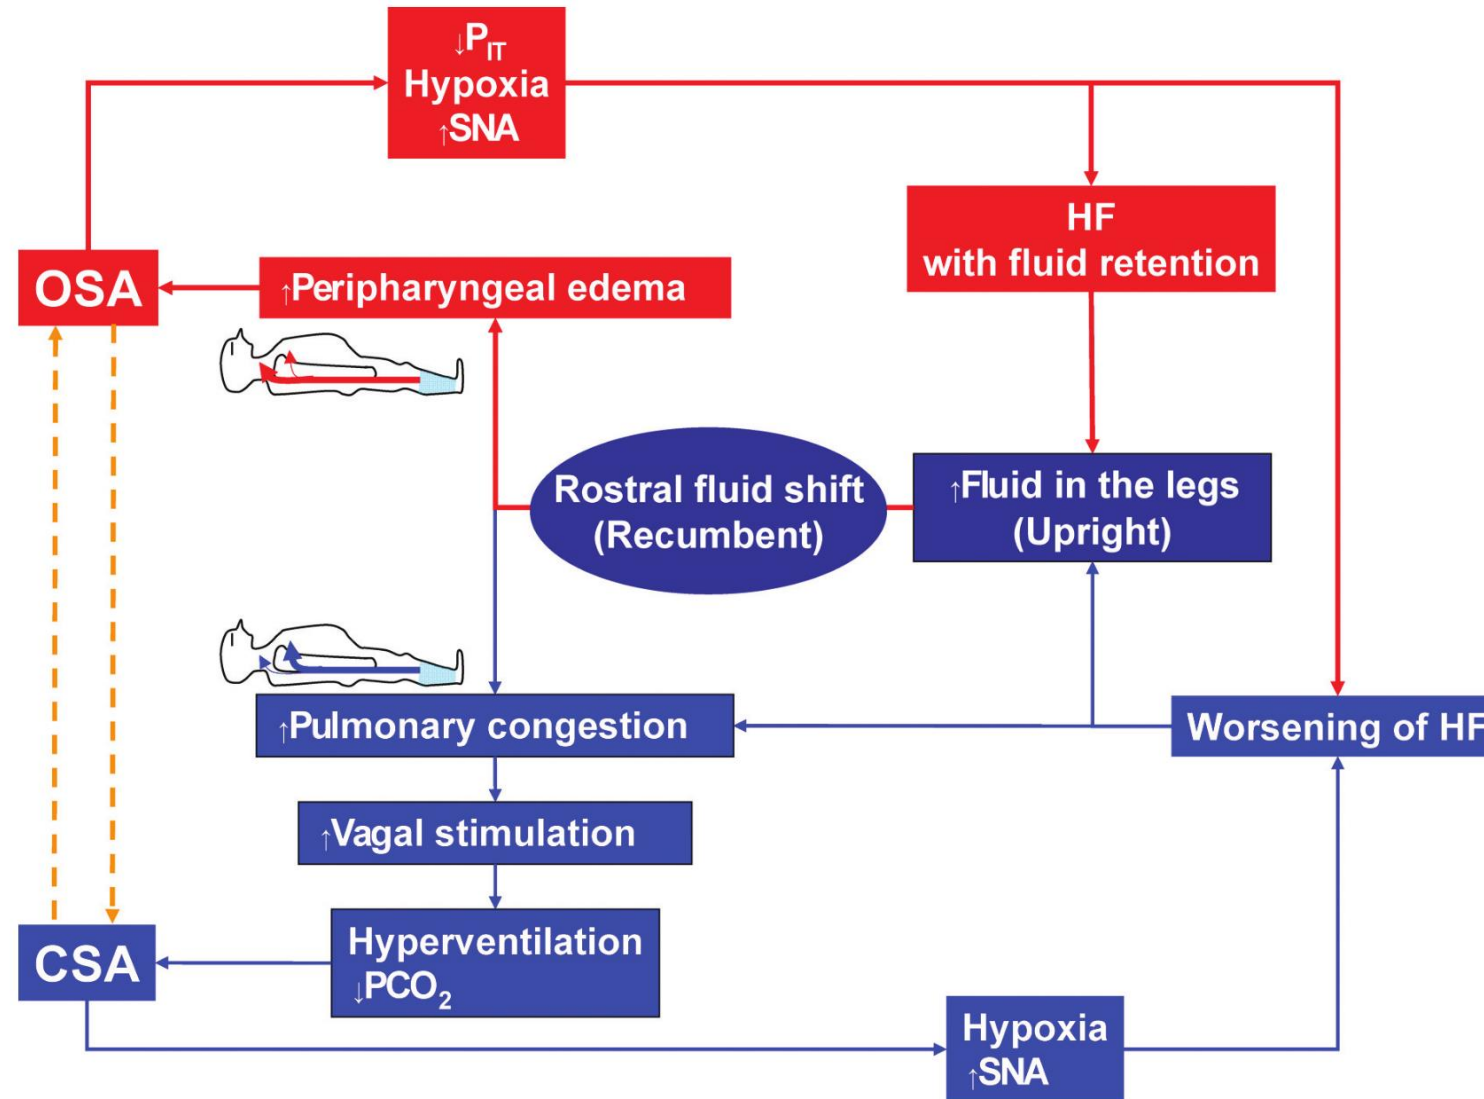 ↓P_IT
Hypoxia
↑SNA
HF
with fluid retention
OSA
↑Peripharyngeal edema
Rostral fluid shift
(Recumbent)
↑Fluid in the legs
(Upright)
↑Pulmonary congestion
Worsening of HF
↑Vagal stimulation
CSA
Hyperventilation
↓PCO₂
Hypoxia
↑SNA